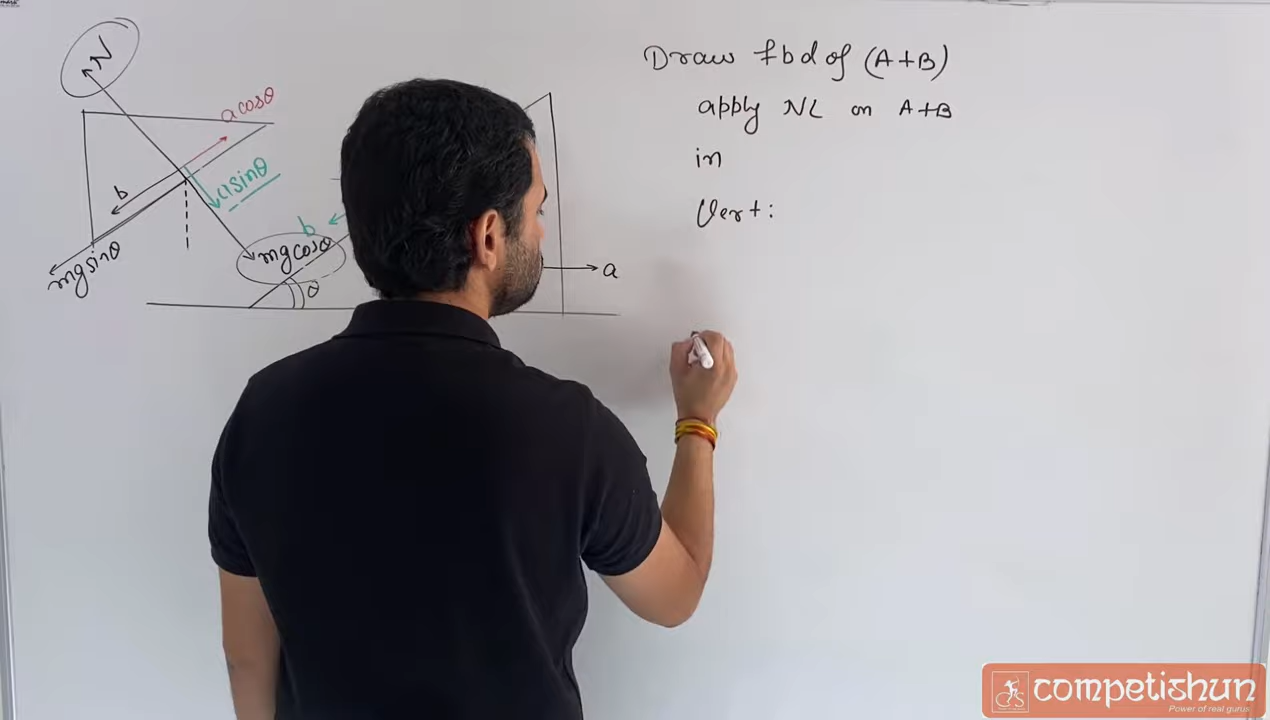 N
a cosθ
b
a sinθ
mg sinθ
b
mg cosθ
θ
a
Draw fbd of (A+B)
apply NL on A+B
in
Vert:
competishun
Power of real gurus